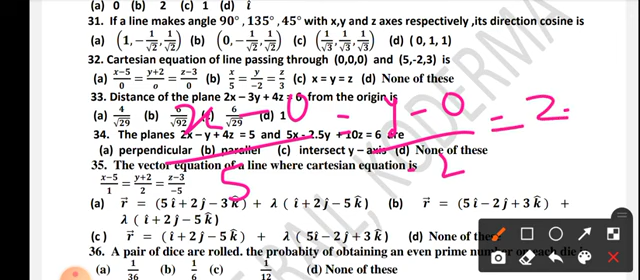 (a) 0 (b) 2 (c) 1 (d) î
31. If a line makes angle 90°, 135°, 45° with x,y and z axes respectively, its direction cosine is
(a) (1, -1/√2, 1/√2) (b) (0, -1/√2, 1/√2) (c) (1/√3, 1/√3, 1/√3) (d) (0, 1, 1)
32. Cartesian equation of line passing through (0,0,0) and (5,-2,3) is
(a) x-5/0 = y+2/o = z-3/0 (b) x/5 = y/-2 = z/3 (c) x = y = z (d) None of these
33. Distance of the plane 2x - 3y + 4z = 6 from the origin is
(a) 4/√29 (b) 6/√92 6/√29 (d) 1
34. The planes 2x - y + 4z = 5 and 5x - 2.5y + 10z = 6 are
(a) perpendicular (b) parallel (c) intersect y - axis (d) None of these
35. The vector equation of a line where cartesian equation is
x-5/1 = y+2/2 = z-3/-5
(a) r⃗ = (5î + 2ĵ - 3k̂) + λ ( î + 2ĵ - 5k̂) (b) r⃗ = (5î - 2ĵ + 3k̂) +
λ ( î + 2ĵ - 5k̂)
(c) r⃗ = (î + 2ĵ - 5k̂) + λ (5î - 2ĵ + 3k̂) (d) None of
36. A pair of dice are rolled. the probabity of obtaining an even prime each die is
(a) 1/36 (b) 1/6 (c) 1/12 (d) None of these
x - 0 / 5 = y - 0 / -2 = 2